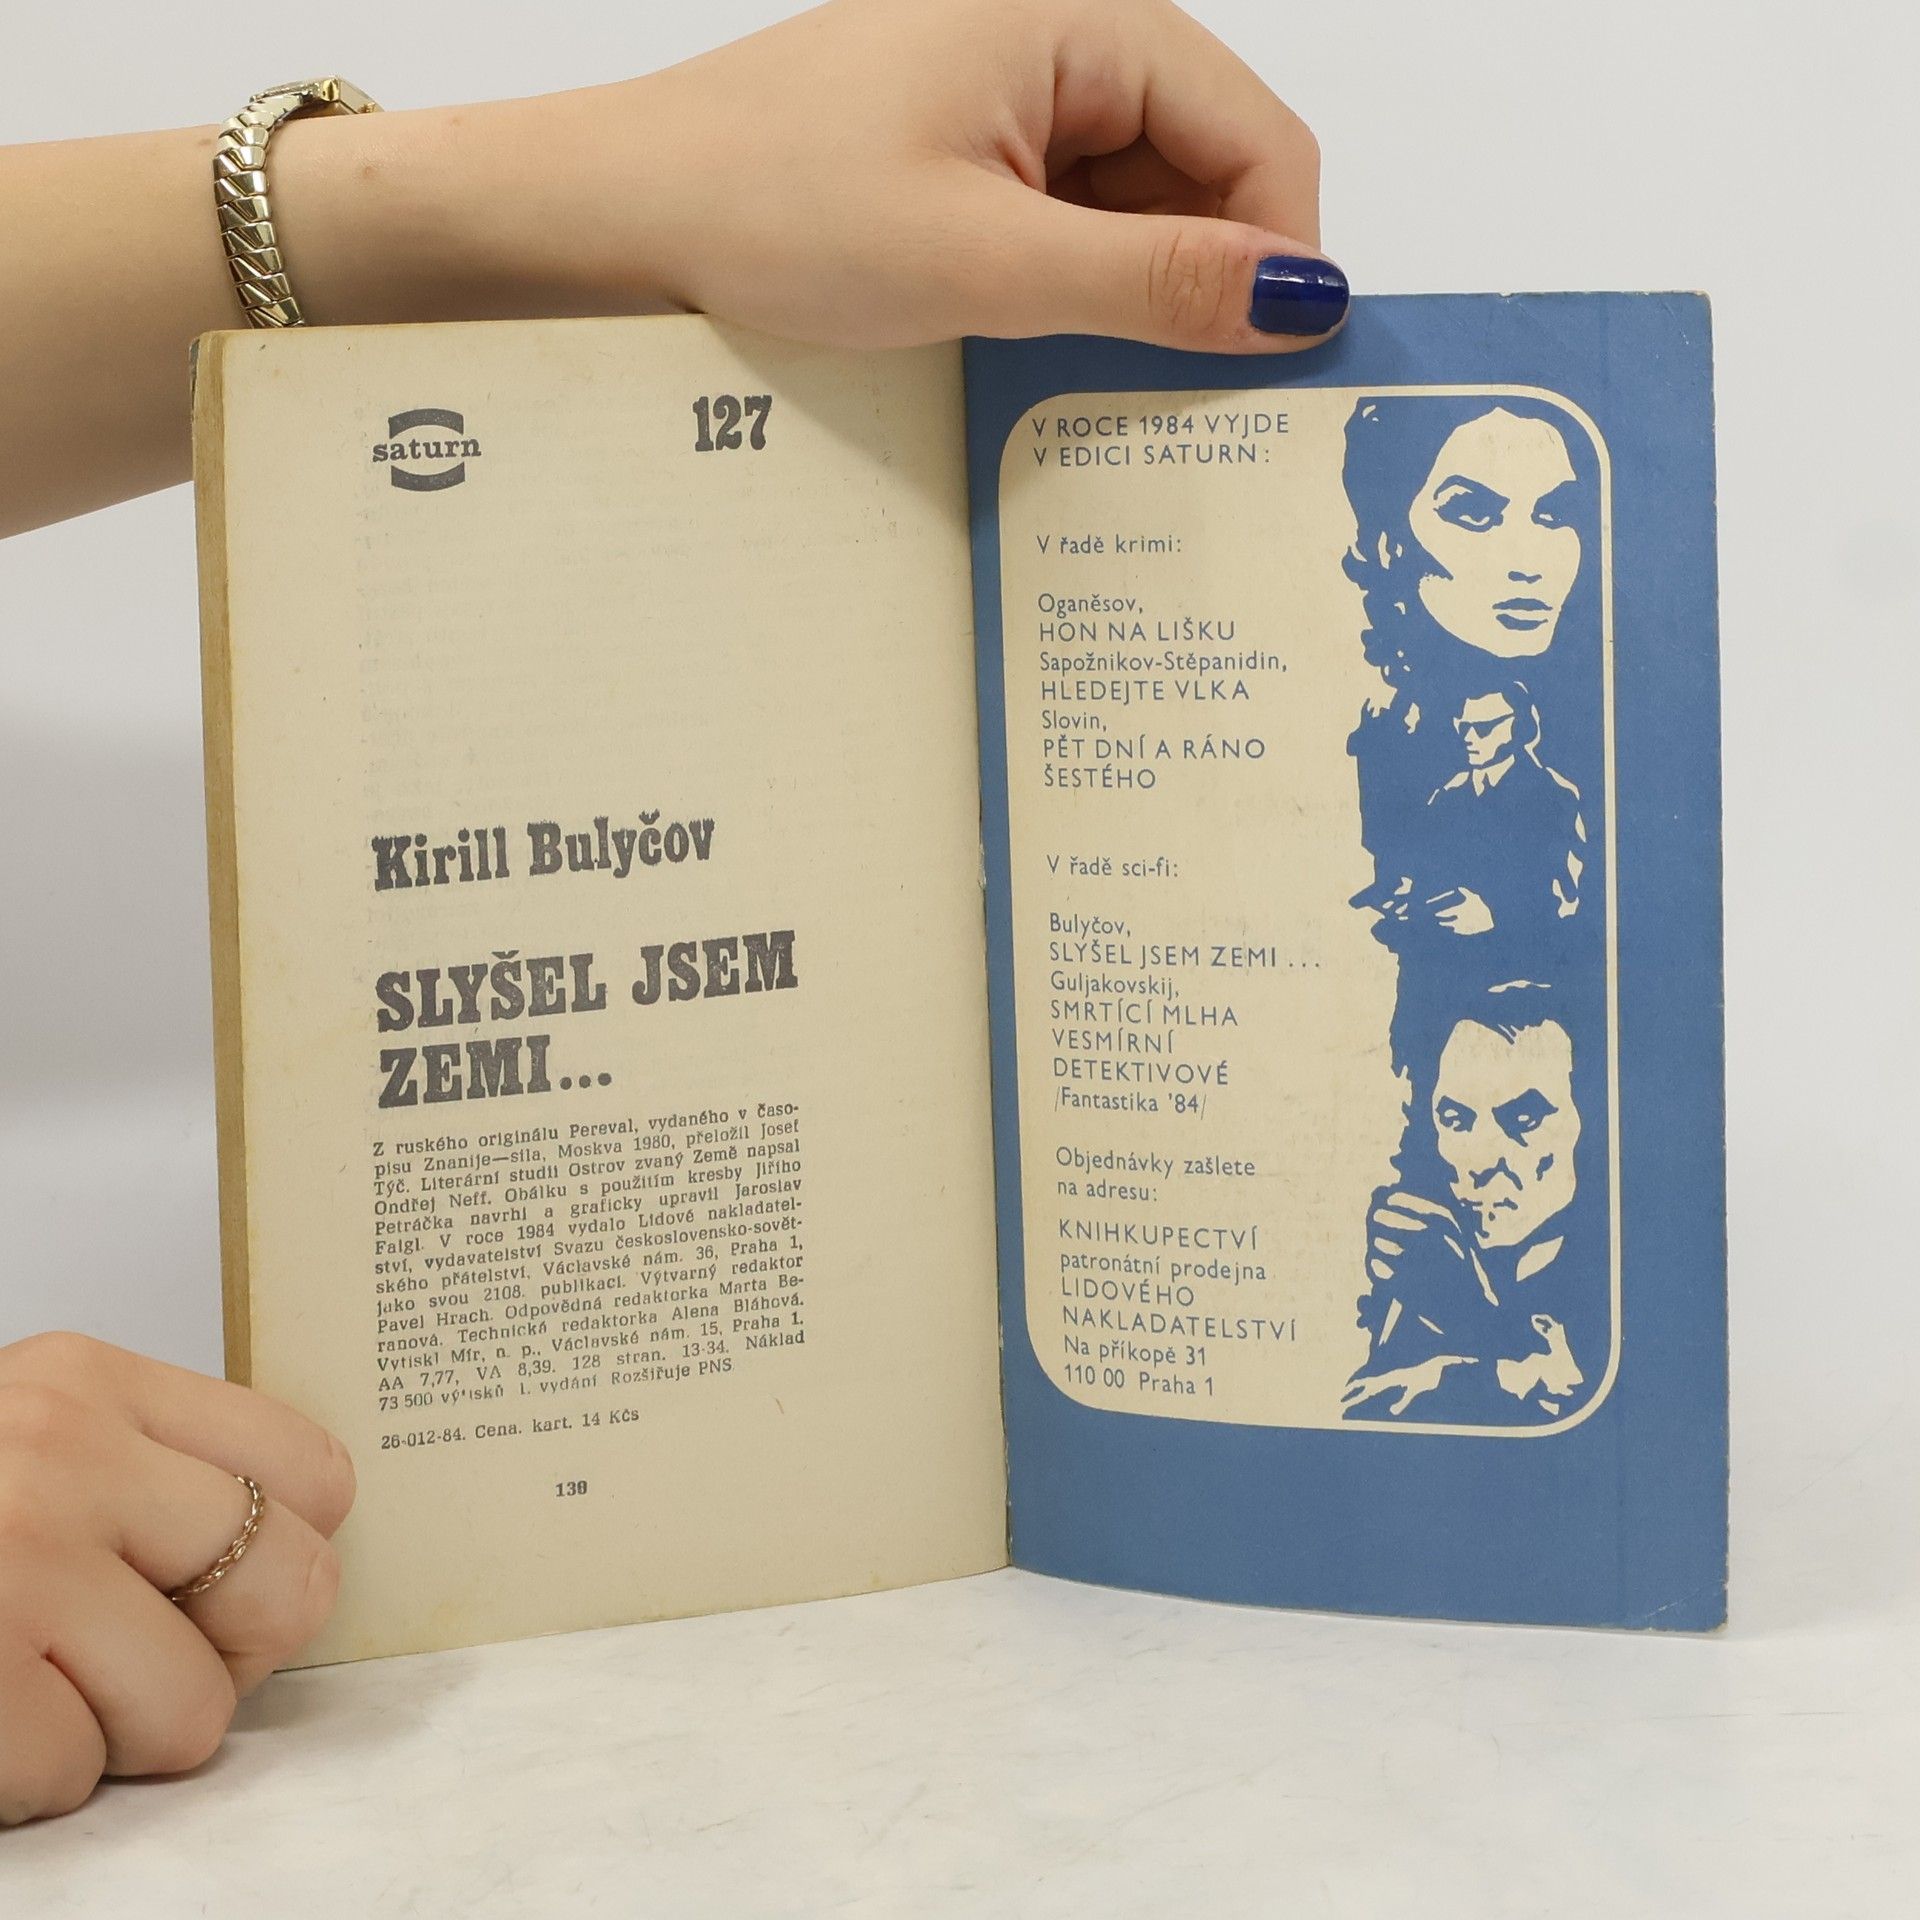 saturn
127
Kirill Bulyčov
SLYŠEL JSEM
ZEMI...
Z ruského originálu Pereval, vydaného v časo-
pisu Znanije—sila, Moskva 1980, přeložil Josef
Týč. Literární studii Ostrov zvaný Země napsal
Ondřej Neff. Obálku s použitím kresby Jiřího
Petráčka navrhl a graficky upravil Jaroslav
Faigl. V roce 1984 vydalo Lidové nakladatel-
ství, vydavatelství Svazu československo-sovět-
ského přátelství, Václavské nám. 36, Praha 1,
jako svou 2108. publikaci. Výtvarný redaktor
Pavel Hrach. Odpovědná redaktorka Marta Be-
ranová. Technická redaktorka Alena Bláhová.
Vytiskl Mír, n. p., Václavské nám. 15, Praha 1.
AA 7,77, VA 8,39. 128 stran. 13-34. Náklad
73 500 výtisků 1. vydání Rozšiřuje PNS
26-012-84. Cena. kart. 14 Kčs
130
V ROCE 1984 VYJDE
V EDICI SATURN:
V řadě krimi:
Oganěsov,
HON NA LIŠKU
Sapožnikov-Stěpanidin,
HLEDEJTE VLKA
Slovin,
PĚT DNÍ A RÁNO
ŠESTÉHO
V řadě sci-fi:
Bulyčov,
SLYŠEL JSEM ZEMI ...
Guljakovskij,
SMRTÍCÍ MLHA
VESMÍRNÍ
DETEKTIVOVÉ
/Fantastika '84/
Objednávky zašlete
na adresu:
KNIHKUPECTVÍ
patronátní prodejna
LIDOVÉHO
NAKLADATELSTVÍ
Na příkopě 31
110 00 Praha 1